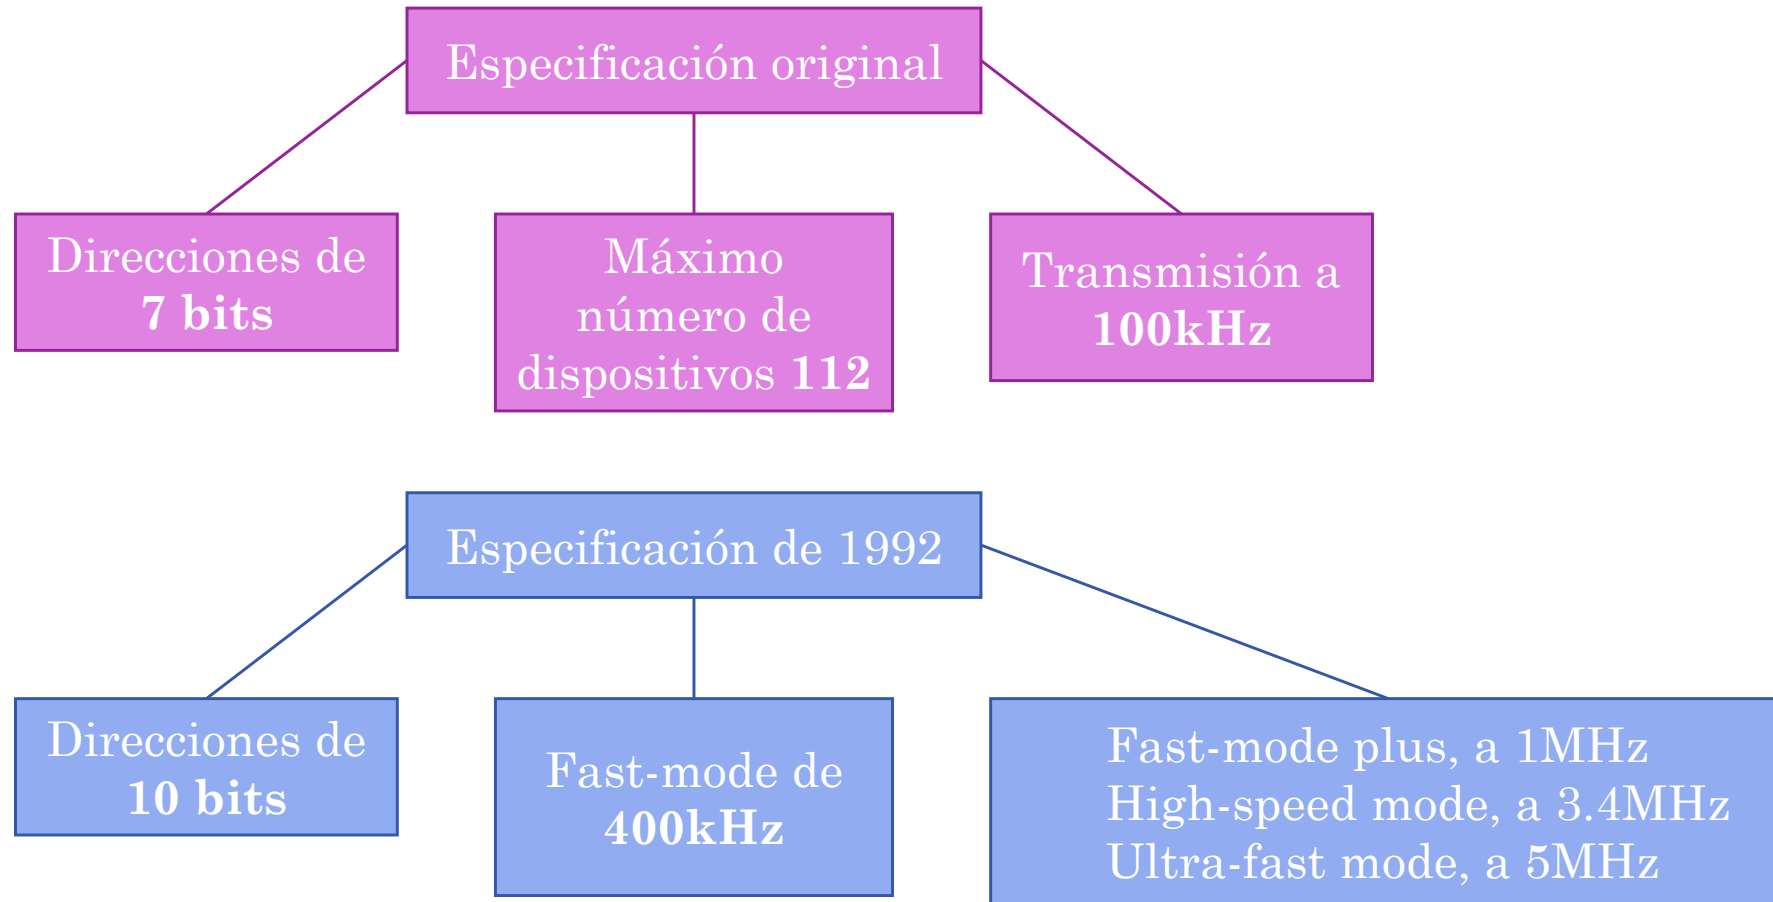 Especificación original
Direcciones de
7 bits
Máximo
número de
dispositivos 112
Transmisión a
100kHz
Especificación de 1992
Direcciones de
10 bits
Fast-mode de
400kHz
Fast-mode plus, a 1MHz
High-speed mode, a 3.4MHz
Ultra-fast mode, a 5MHz